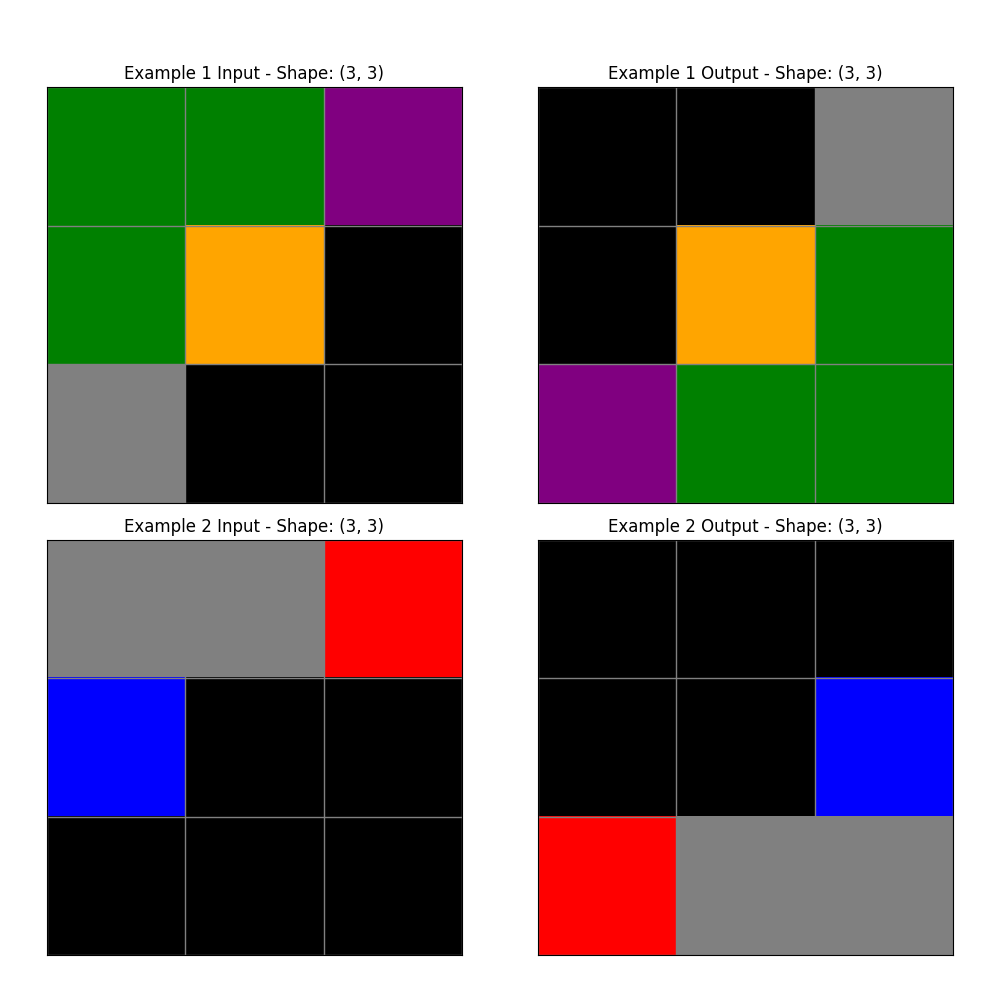 Example 1 Input - Shape: (3, 3)
Example 1 Output - Shape: (3, 3)
Example 2 Input - Shape: (3, 3)
Example 2 Output - Shape: (3, 3)